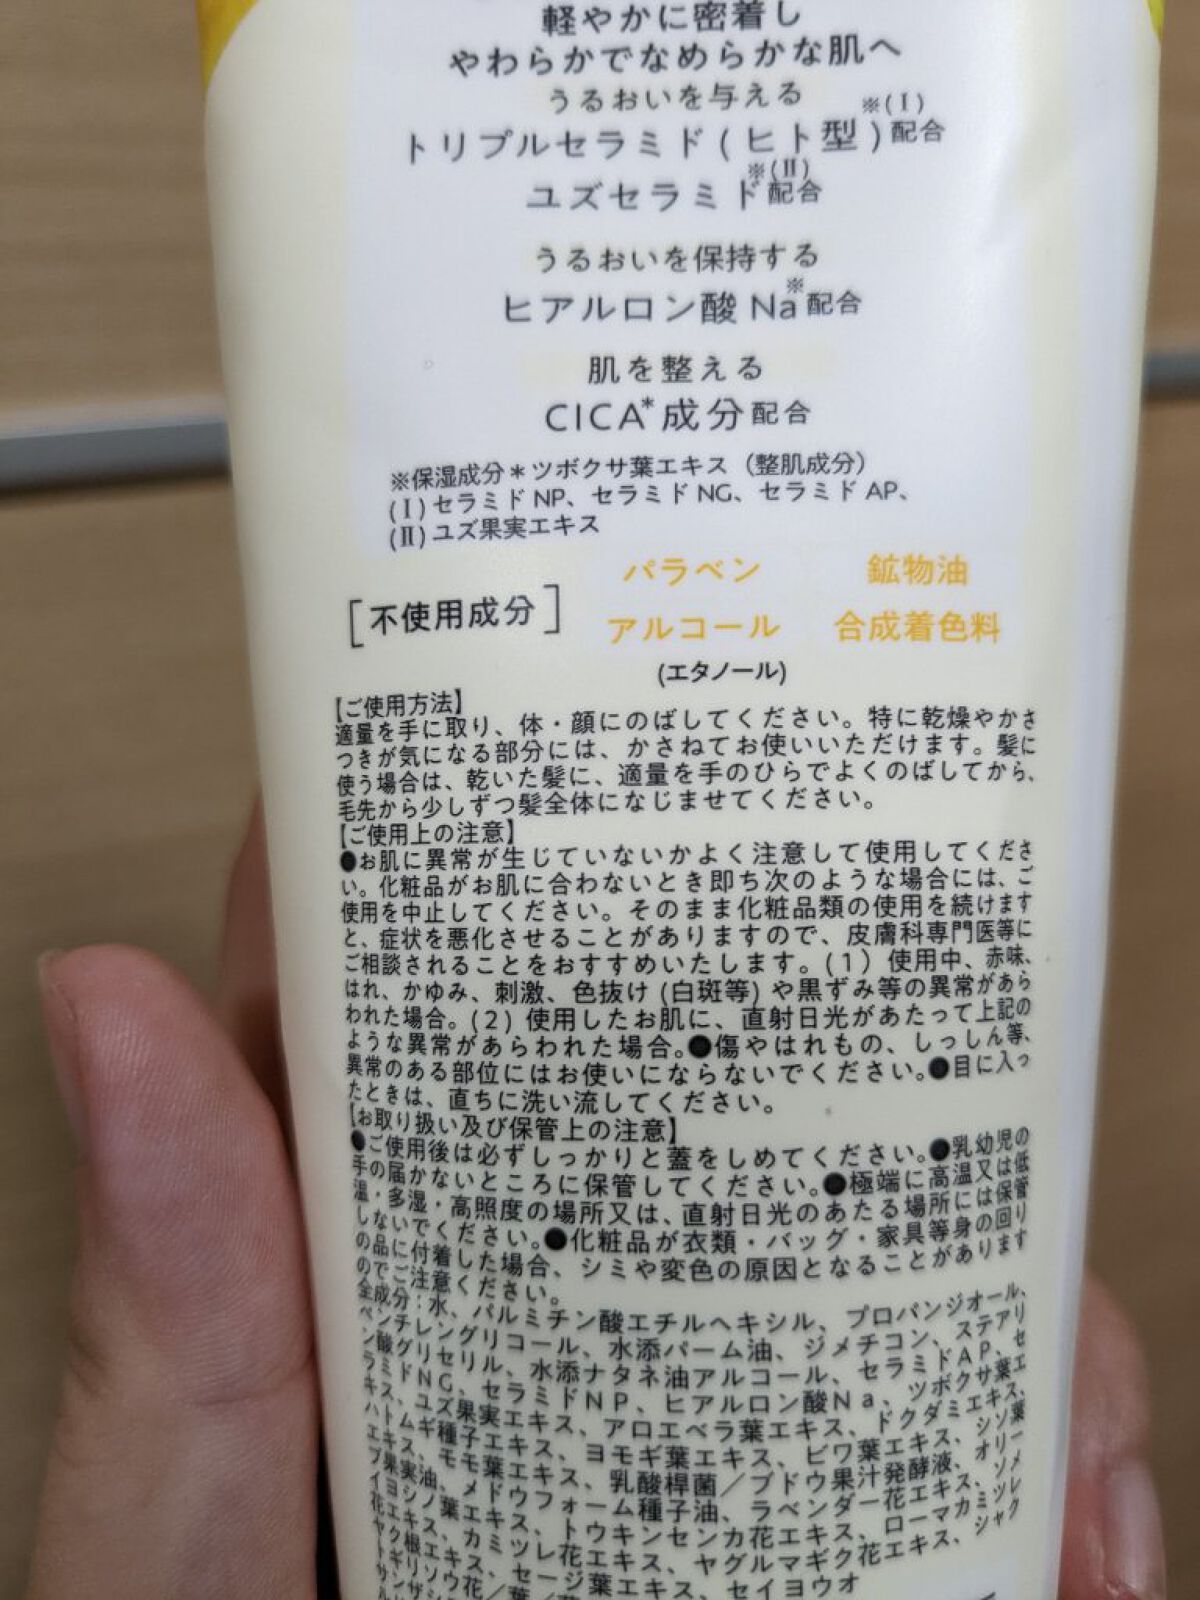 軽やかに密着し
やわらかでなめらかな肌へ
うるおいを与える
トリプルセラミド(ヒト型)※(Ⅰ)配合
ユズセラミド※(Ⅱ)配合
うるおいを保持する
ヒアルロン酸Na※配合
肌を整える
CICA*成分配合
※保湿成分*ツボクサ葉エキス（整肌成分）
(Ⅰ)セラミドNP、セラミドNG、セラミドAP、
(Ⅱ)ユズ果実エキス
[不使用成分]
パラベン 鉱物油
アルコール 合成着色料
(エタノール)
【ご使用方法】
適量を手に取り、体・顔にのばしてください。特に乾燥やかさ
つきが気になる部分には、かさねてお使いいただけます。髪に
使う場合は、乾いた髪に、適量を手のひらでよくのばしてから、
毛先から少しずつ髪全体になじませてください。
【ご使用上の注意】
●お肌に異常が生じていないかよく注意して使用してくださ
い。化粧品がお肌に合わないとき即ち次のような場合には、ご
使用を中止してください。そのまま化粧品類の使用を続けます
と、症状を悪化させることがありますので、皮膚科専門医等に
ご相談されることをおすすめいたします。(1) 使用中、赤味、
はれ、かゆみ、刺激、色抜け(白斑等)や黒ずみ等の異常があら
われた場合。(2) 使用したお肌に、直射日光があたって上記の
ような異常があらわれた場合。●傷やはれもの、しっしん等、
異常のある部位にはお使いにならないでください。●目に入っ
たときは、直ちに洗い流してください。
【お取り扱い及び保管上の注意】
●ご使用後は必ずしっかりと蓋をしめてください。●乳幼児の
手の届かないところに保管してください。●極端に高温又は低
温・多湿・高照度の場所又は、直射日光のあたる場所には保管
しないでください。●化粧品が衣類・バッグ・家具等身の回り
の品に付着した場合、シミや変色の原因となることがあります
のでご注意ください。
全成分：水、パルミチン酸エチルヘキシル、プロパンジオール、
ペンチレングリコール、水添パーム油、ジメチコン、ステアリ
ン酸グリセリル、水添ナタネ油アルコール、セラミドAP、セ
ラミドNG、セラミドNP、ヒアルロン酸Na、ツボクサ葉エ
キス、ユズ果実エキス、アロエベラ葉エキス、ドクダミエキス、
ハトムギ種子エキス、ヨモギ葉エキス、ビワ葉エキス、シソ葉
エキス、モモ葉エキス、乳酸桿菌／ブドウ果汁発酵液、オリー
ブ果実油、メドウフォーム種子油、ラベンダー花エキス、ソメ
イヨシノ葉エキス、トウキンセンカ花エキス、ローマカミツレ
花エキス、カミツレ花エキス、ヤグルマギク花エキス、シャク
ヤク根エキス、セージ葉エキス、セイヨウオ